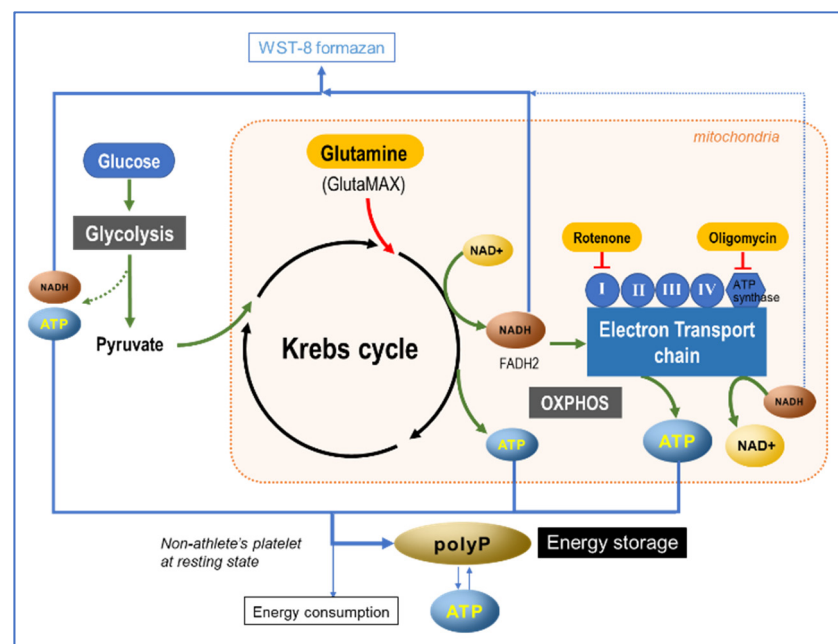 WST-8 formazan
mitochondria
Glucose
Glutamine
(GlutaMAX)
Glycolysis
NAD+
Rotenone
Oligomycin
NADH
ATP
I
II
III
IV
ATP
synthase
Pyruvate
Krebs cycle
NADH
FADH2
Electron Transport
chain
OXPHOS
NADH
ATP
ATP
NAD+
Non-athlete's platelet
at resting state
polyP
Energy storage
Energy consumption
ATP